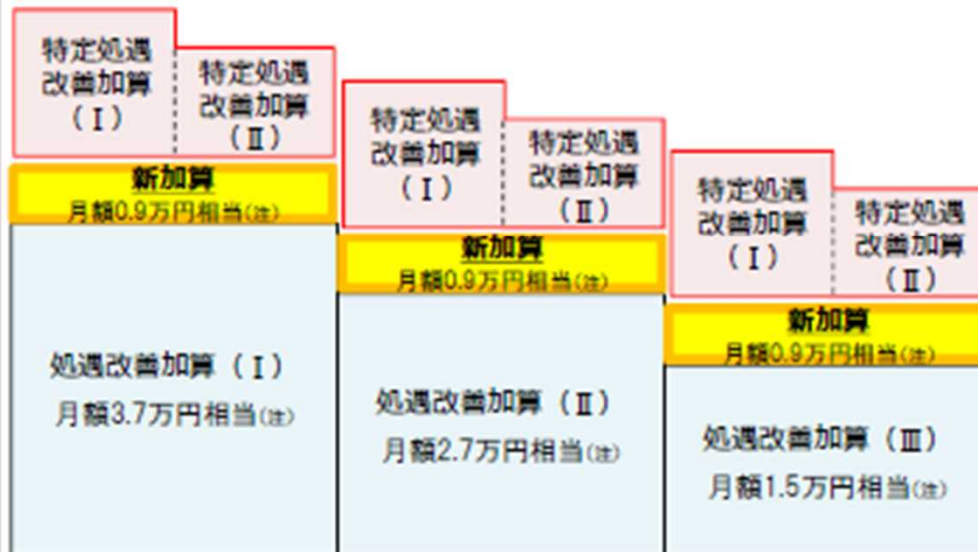 特定処遇
改善加算
（Ⅰ）
特定処遇
改善加算
（Ⅱ）
新加算
月額0.9万円相当(注)
処遇改善加算（Ⅰ）
月額3.7万円相当(注)
特定処遇
改善加算
（Ⅰ）
特定処遇
改善加算
（Ⅱ）
新加算
月額0.9万円相当(注)
処遇改善加算（Ⅱ）
月額2.7万円相当(注)
特定処遇
改善加算
（Ⅰ）
特定処遇
改善加算
（Ⅱ）
新加算
月額0.9万円相当(注)
処遇改善加算（Ⅲ）
月額1.5万円相当(注)